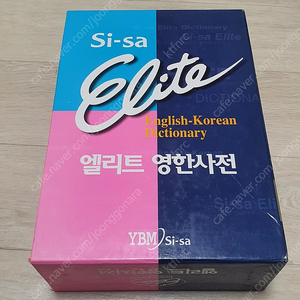 Si-sa
Elite
English-Korean
Dictionary
엘리트 영한사전
YBM Si-sa